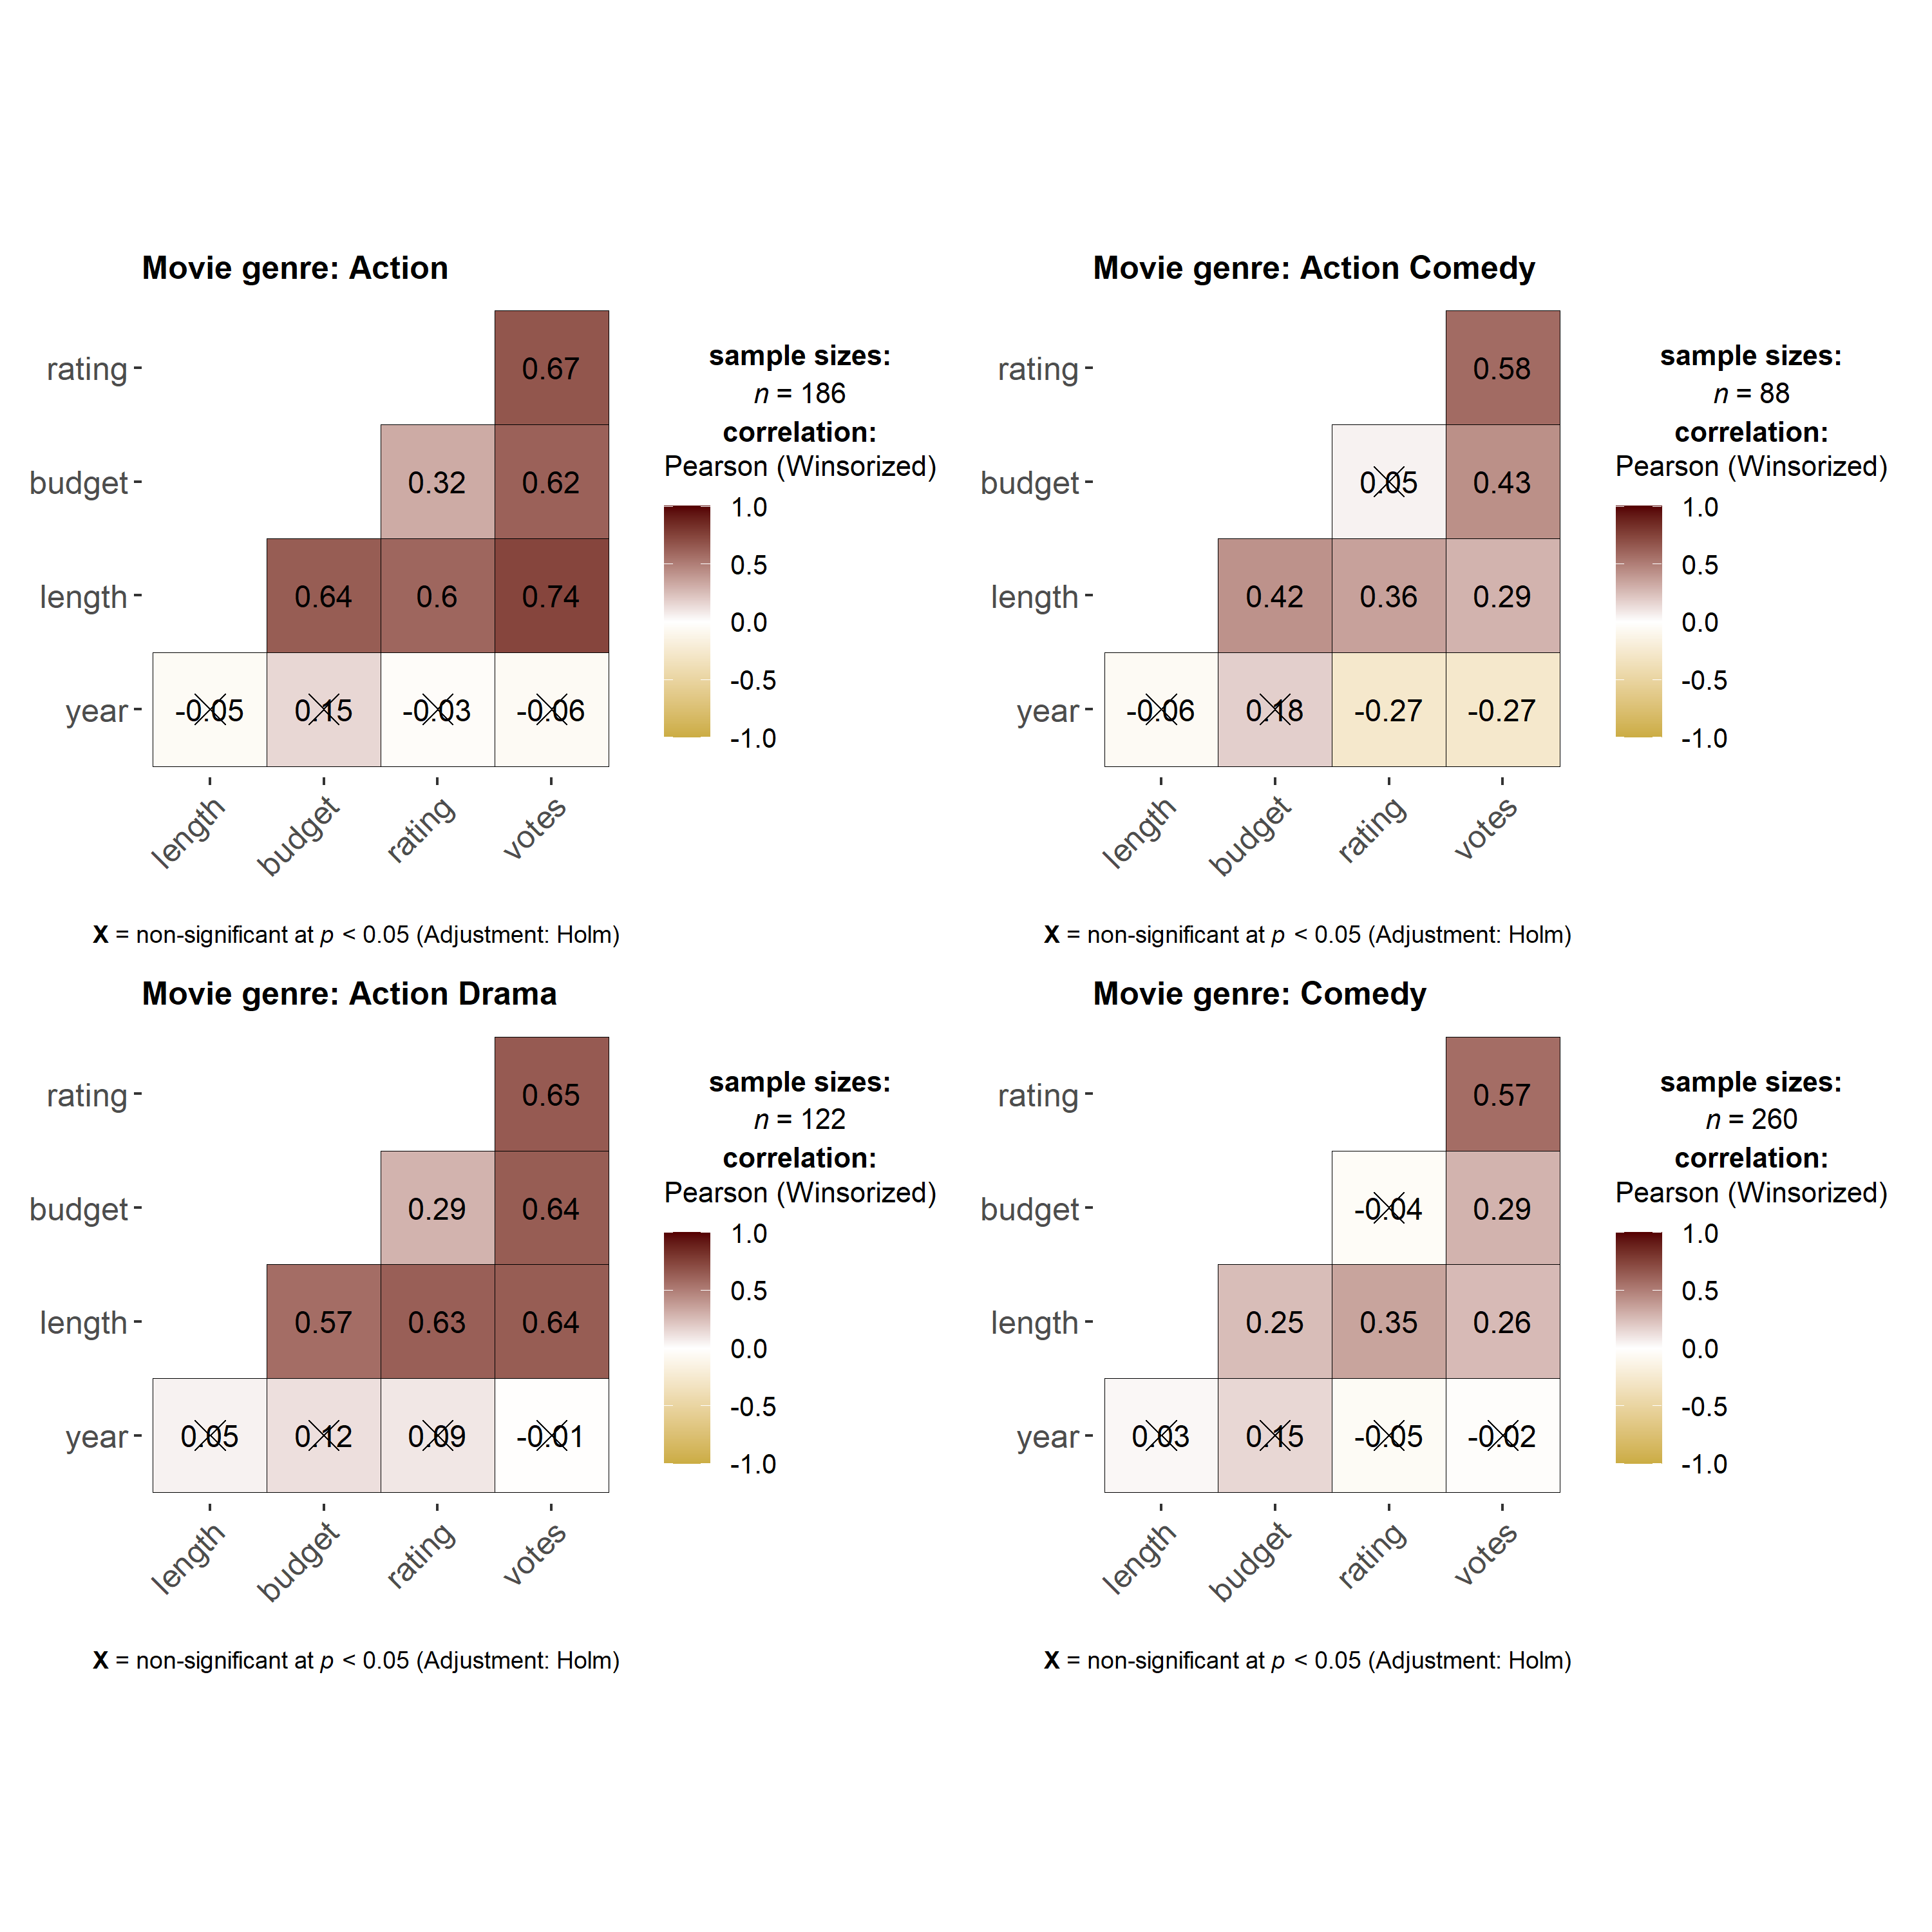 Movie genre: Action
rating
0.67
budget
0.32 0.62
length
0.64 0.6 0.74
year
-0.05 0.15 -0.03 -0.06
length budget rating votes
sample sizes:
n = 186
correlation:
Pearson (Winsorized)
1.0
0.5
0.0
-0.5
-1.0
X = non-significant at p < 0.05 (Adjustment: Holm)
Movie genre: Action Comedy
rating
0.58
budget
0.05 0.43
length
0.42 0.36 0.29
year
-0.06 0.18 -0.27 -0.27
length budget rating votes
sample sizes:
n = 88
correlation:
Pearson (Winsorized)
1.0
0.5
0.0
-0.5
-1.0
X = non-significant at p < 0.05 (Adjustment: Holm)
Movie genre: Action Drama
rating
0.65
budget
0.29 0.64
length
0.57 0.63 0.64
year
0.05 0.12 0.09 -0.01
length budget rating votes
sample sizes:
n = 122
correlation:
Pearson (Winsorized)
1.0
0.5
0.0
-0.5
-1.0
X = non-significant at p < 0.05 (Adjustment: Holm)
Movie genre: Comedy
rating
0.57
budget
-0.04 0.29
length
0.25 0.35 0.26
year
0.03 0.15 -0.05 -0.02
length budget rating votes
sample sizes:
n = 260
correlation:
Pearson (Winsorized)
1.0
0.5
0.0
-0.5
-1.0
X = non-significant at p < 0.05 (Adjustment: Holm)